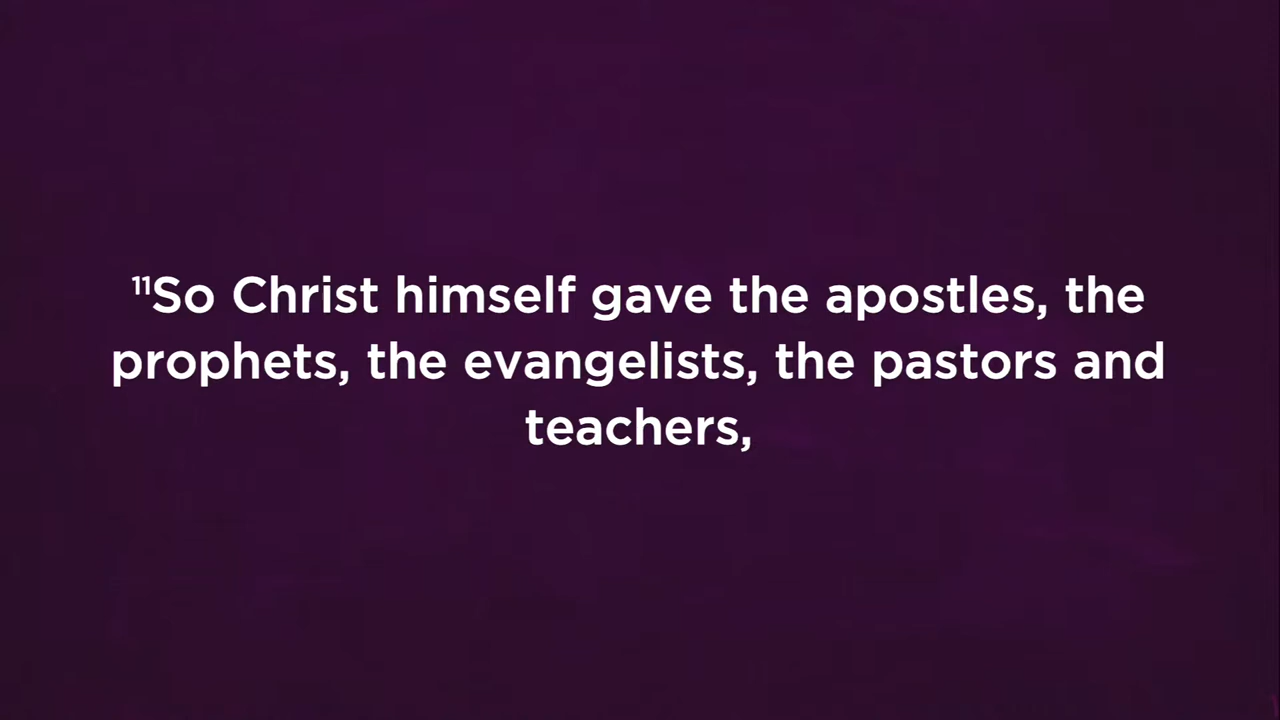 ¹¹So Christ himself gave the apostles, the
prophets, the evangelists, the pastors and
teachers,